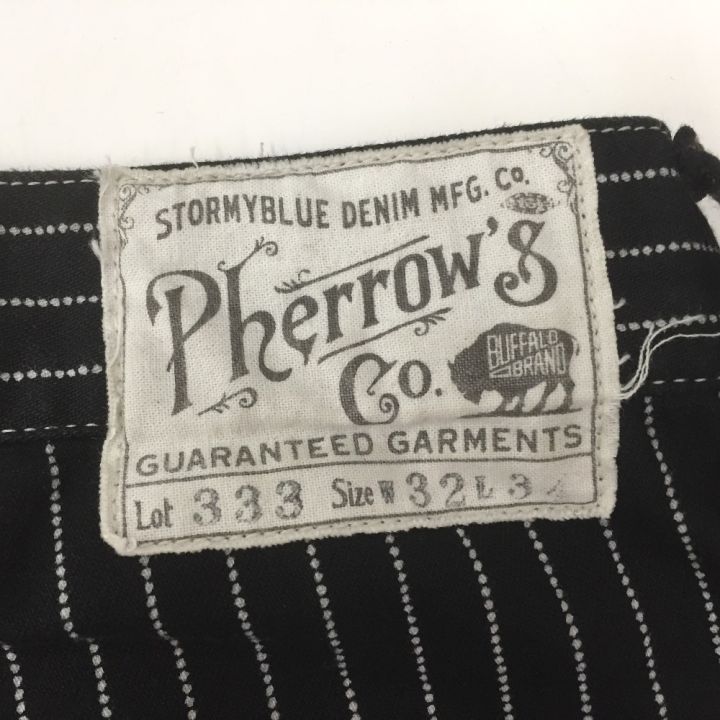 STORMYBLUE DENIM MFG. Co.
Pherrow's
Co.
BUFFALO
BRAND
GUARANTEED GARMENTS
Lot 333 Size W 32 L 34